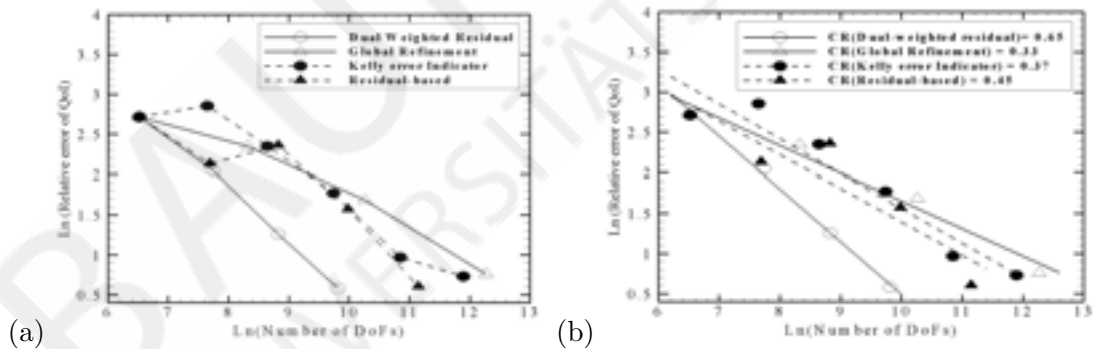 4
3.5
3
2.5
2
1.5
1
0.5
Ln (Relative error of QoI)
Dual Weighted Residual
Global Refinement
Kelly error Indicator
Residual-based
6 7 8 9 10 11 12 13
Ln(Number of DoFs)
(a)
4
3.5
3
2.5
2
1.5
1
0.5
Ln (Relative error of QoI)
CR(Dual-weighted residual)= 0.65
CR(Global Refinement) = 0.33
CR(Kelly error Indicator) = 0.37
CR(Residual-based) = 0.45
6 7 8 9 10 11 12 13
Ln(Number of DoFs)
(b)
BAU
VERSITÄT